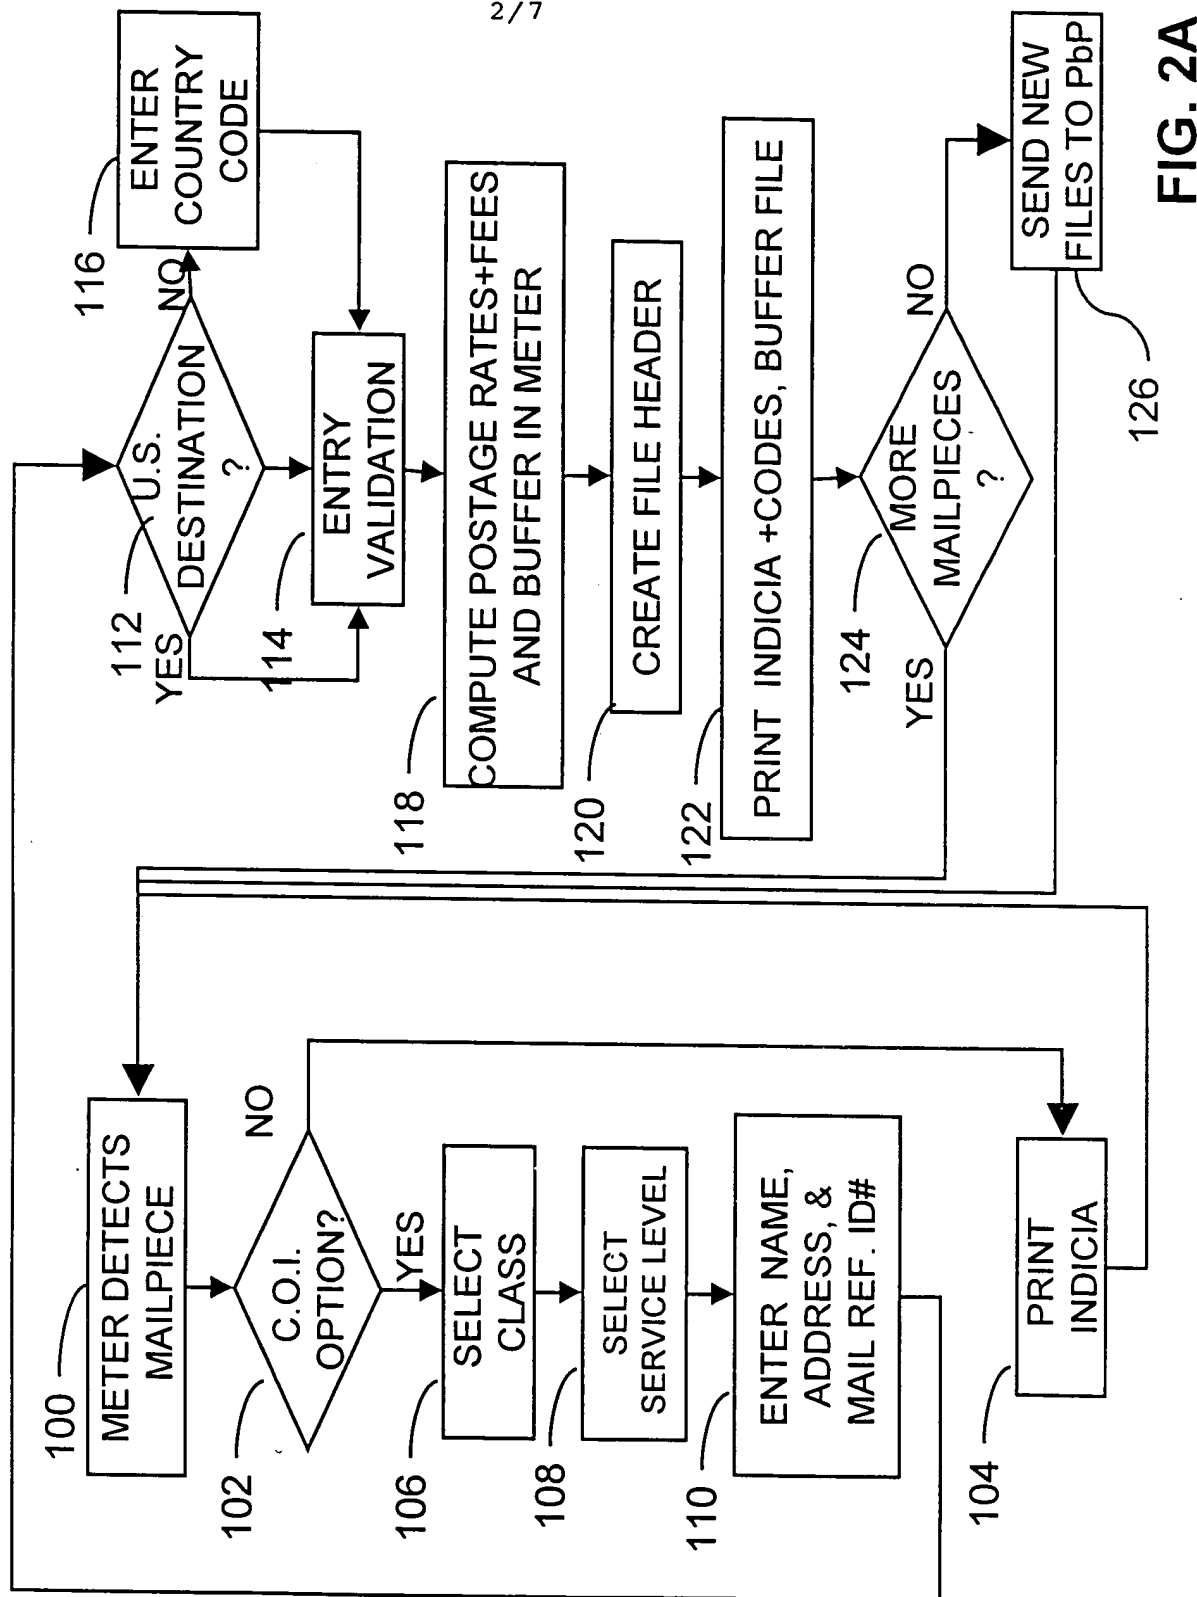 2/7
100
METER DETECTS
MAILPIECE
102
C.O.I.
OPTION?
NO
YES
106
SELECT
CLASS
108
SELECT
SERVICE LEVEL
110
ENTER NAME,
ADDRESS, &
MAIL REF. ID#
104
PRINT
INDICIA
112
U.S.
DESTINATION
?
YES
NO
116
ENTER
COUNTRY
CODE
114
ENTRY
VALIDATION
118
COMPUTE POSTAGE RATES+FEES
AND BUFFER IN METER
120
CREATE FILE HEADER
122
PRINT INDICIA +CODES, BUFFER FILE
124
MORE
MAILPIECES
?
YES
NO
SEND NEW
FILES TO PbP
126
FIG. 2A